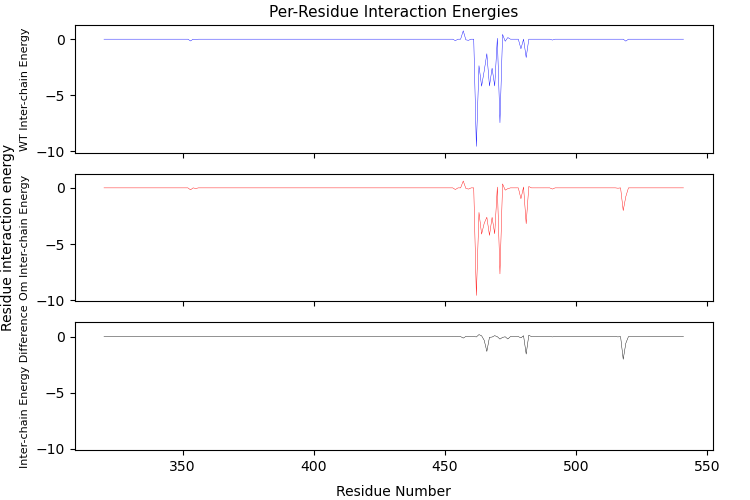 Per-Residue Interaction Energies
Residue interaction energy
WT Inter-chain Energy
0
−5
−10
Om Inter-chain Energy
0
−5
−10
Inter-chain Energy Difference
0
−5
−10
350
400
450
500
550
Residue Number